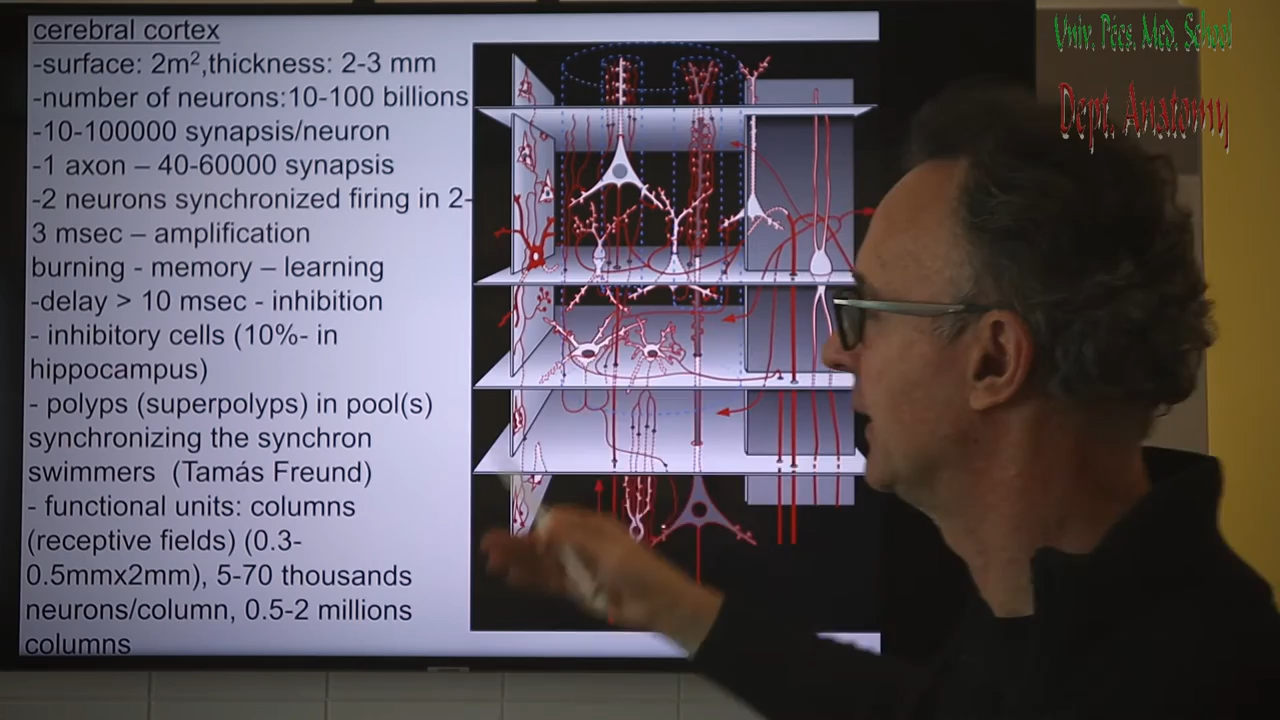 cerebral cortex
-surface: 2m²,thickness: 2-3 mm
-number of neurons:10-100 billions
-10-100000 synapsis/neuron
-1 axon – 40-60000 synapsis
-2 neurons synchronized firing in 2-
3 msec – amplification
burning - memory – learning
-delay > 10 msec - inhibition
- inhibitory cells (10%- in
hippocampus)
- polyps (superpolyps) in pool(s)
synchronizing the synchron
swimmers (Tamás Freund)
- functional units: columns
(receptive fields) (0.3-
0.5mmx2mm), 5-70 thousands
neurons/column, 0.5-2 millions
columns
Univ. Pécs. Med. School
Dept. Anatomy